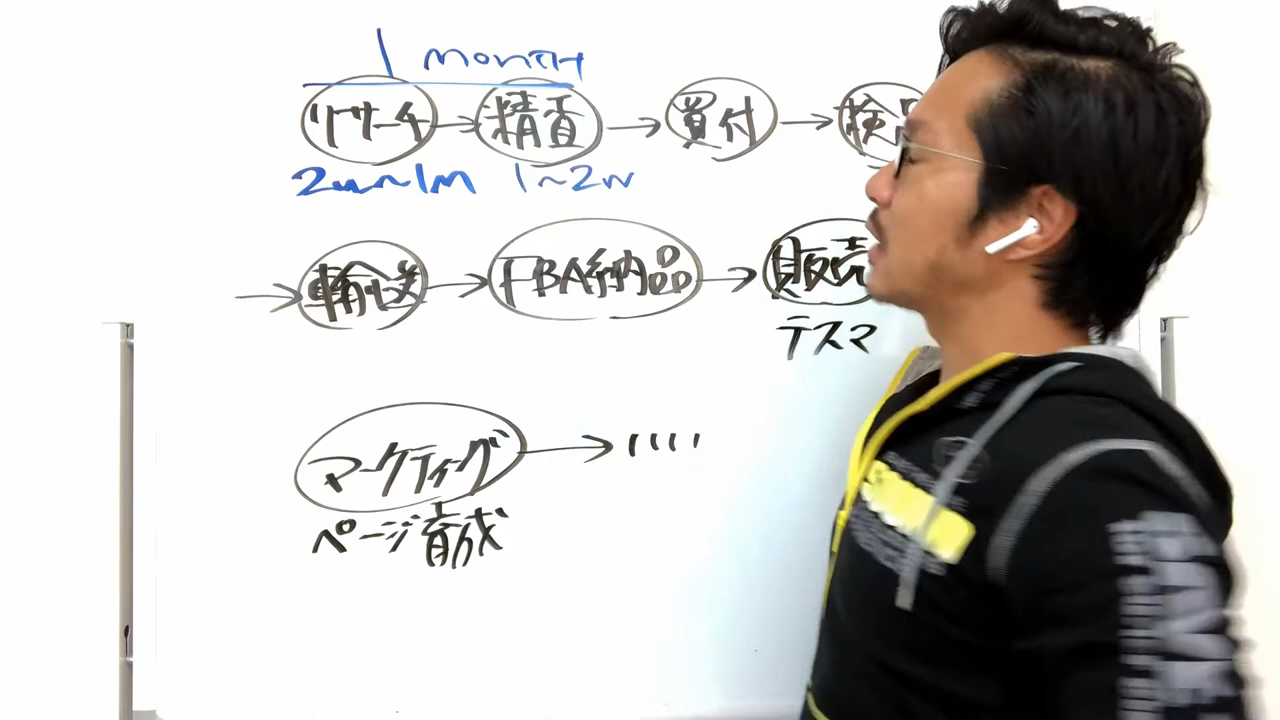 1 month
リサーチ → 精査 → 買付 → 検品
2w~1m 1~2w
→ 輸送 → FBA納品 → 販売
テスマ
マーケティング → ····
ページ育成